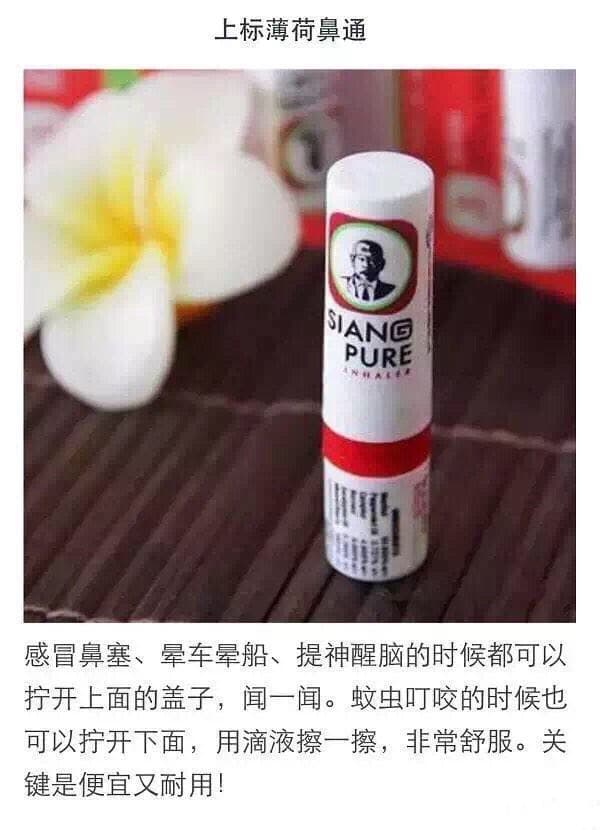 上标薄荷鼻通
SIANG
PURE
INHALER
感冒鼻塞、晕车晕船、提神醒脑的时候都可以
拧开上面的盖子，闻一闻。蚊虫叮咬的时候也
可以拧开下面，用滴液擦一擦，非常舒服。关
键是便宜又耐用！